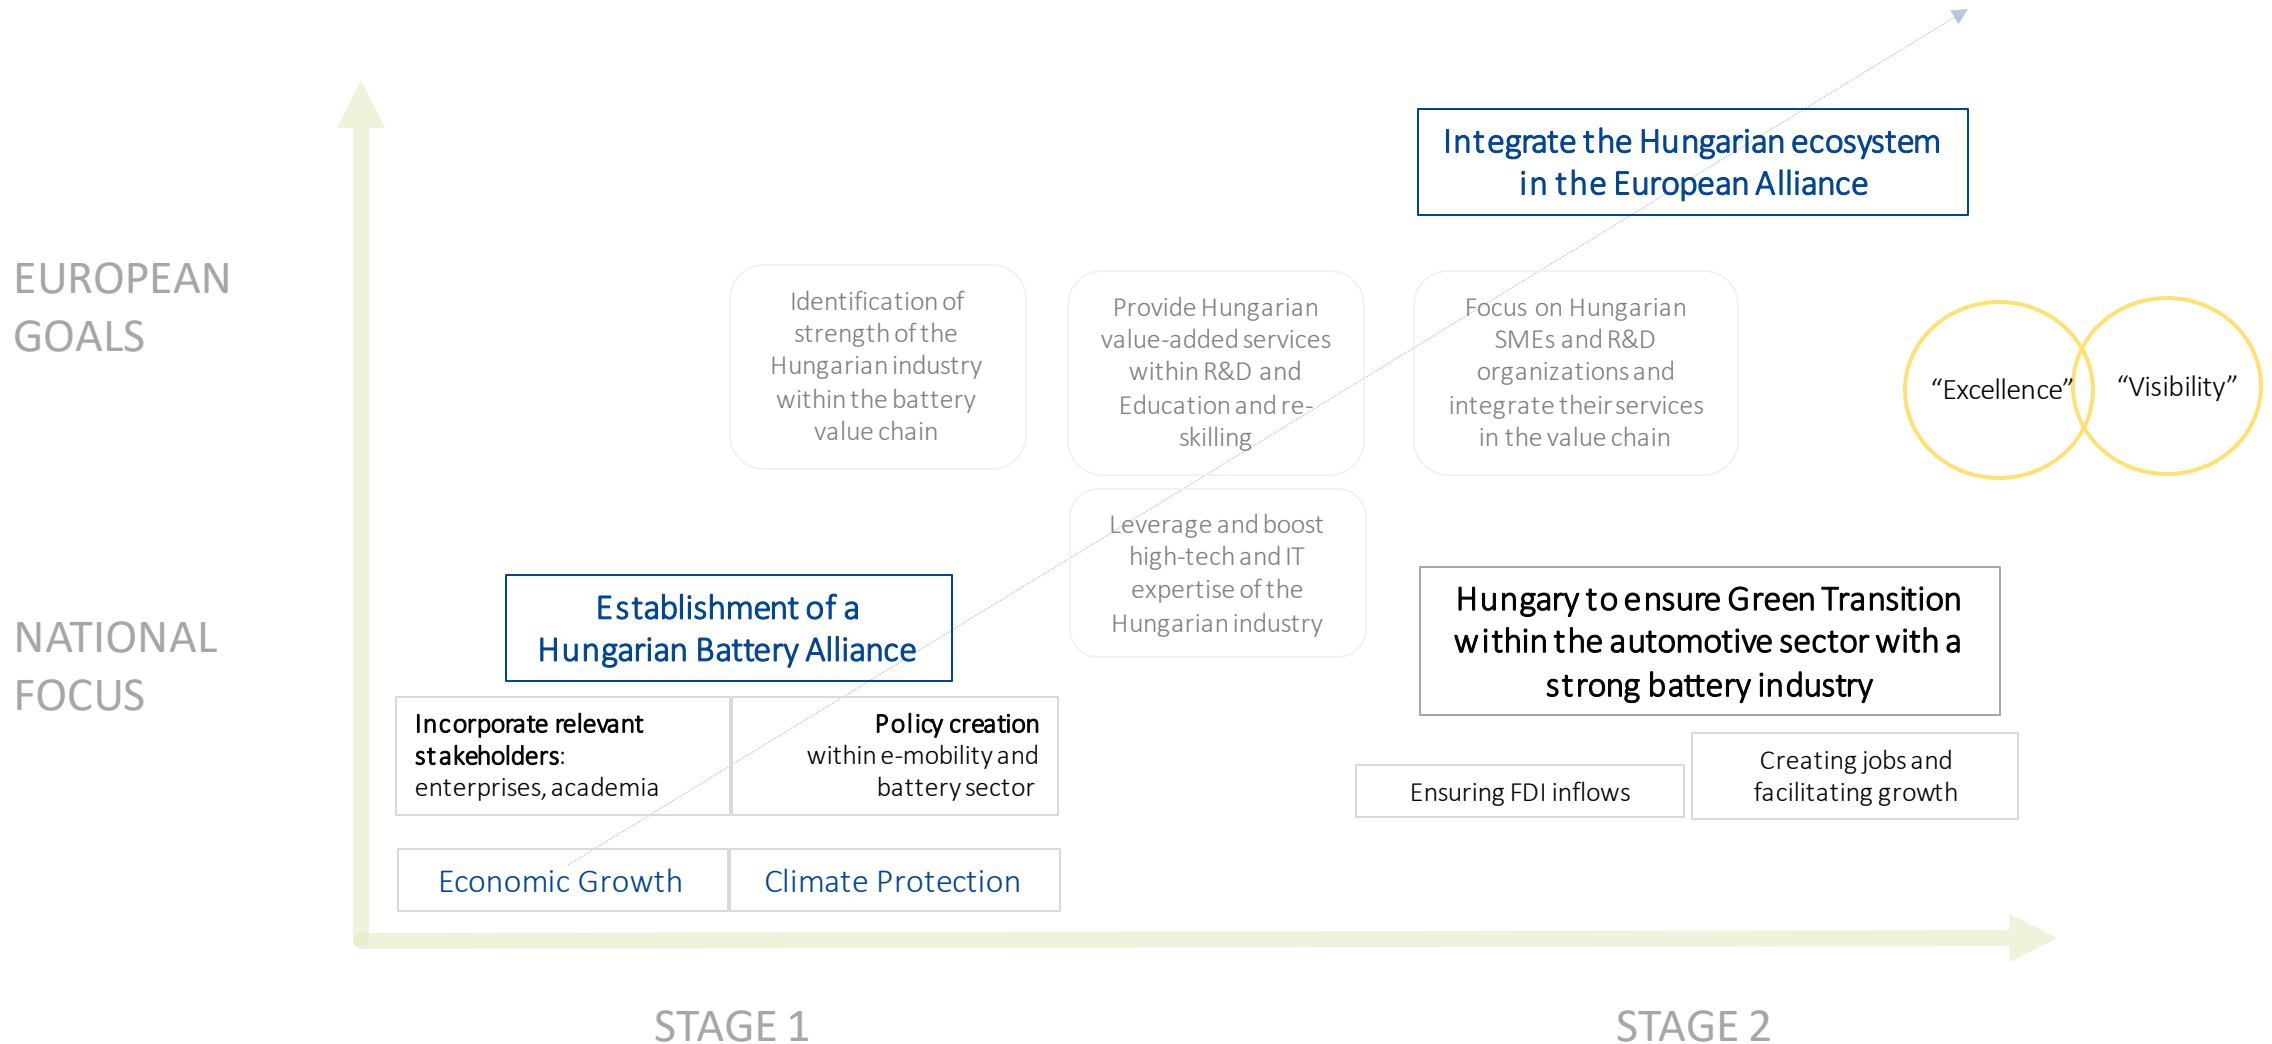 Integrate the Hungarian ecosystem
in the European Alliance
EUROPEAN
GOALS
Identification of
strength of the
Hungarian industry
within the battery
value chain
Provide Hungarian
value-added services
within R&D and
Education and re-
skilling
Focus on Hungarian
SMEs and R&D
organizations and
integrate their services
in the value chain
“Excellence”
“Visibility”
Leverage and boost
high-tech and IT
expertise of the
Hungarian industry
NATIONAL
FOCUS
Establishment of a
Hungarian Battery Alliance
Hungary to ensure Green Transition
within the automotive sector with a
strong battery industry
Incorporate relevant
stakeholders:
enterprises, academia
Policy creation
within e-mobility and
battery sector
Ensuring FDI inflows
Creating jobs and
facilitating growth
Economic Growth
Climate Protection
STAGE 1
STAGE 2